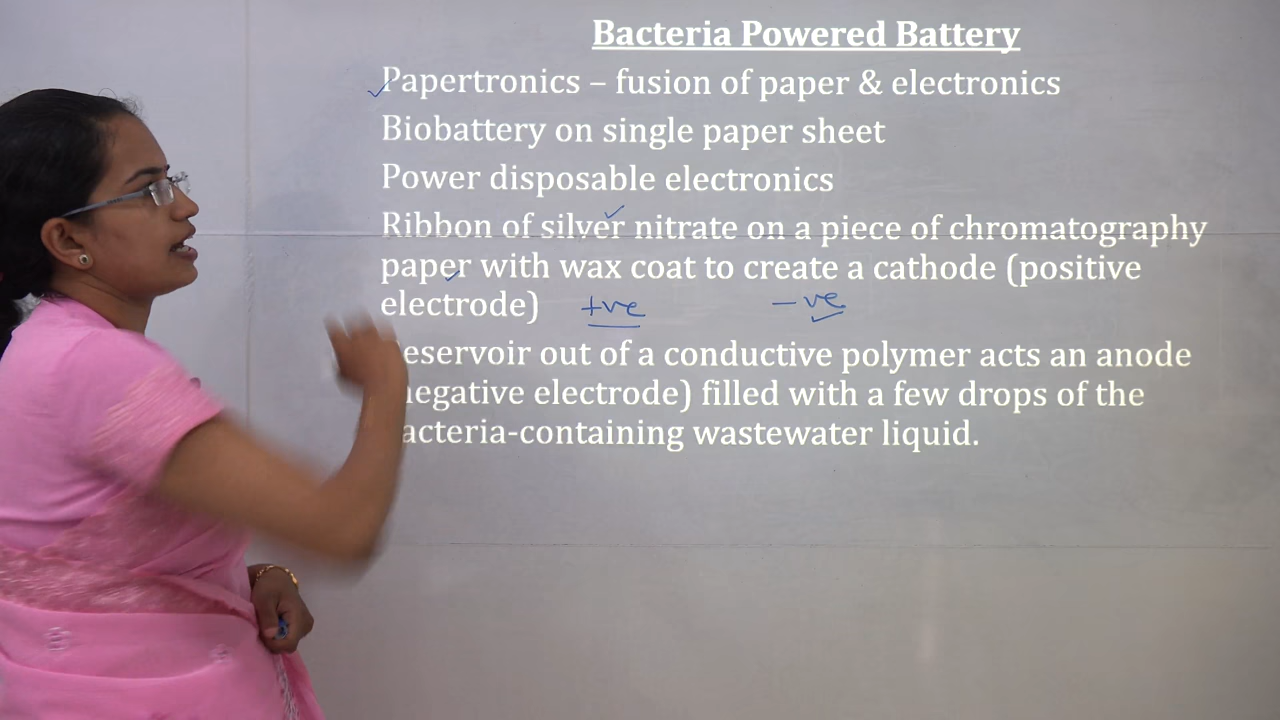 Bacteria Powered Battery
Papertronics – fusion of paper & electronics
Biobattery on single paper sheet
Power disposable electronics
Ribbon of silver nitrate on a piece of chromatography
paper with wax coat to create a cathode (positive
electrode) +ve -ve
eservoir out of a conductive polymer acts an anode
negative electrode) filled with a few drops of the
acteria-containing wastewater liquid.